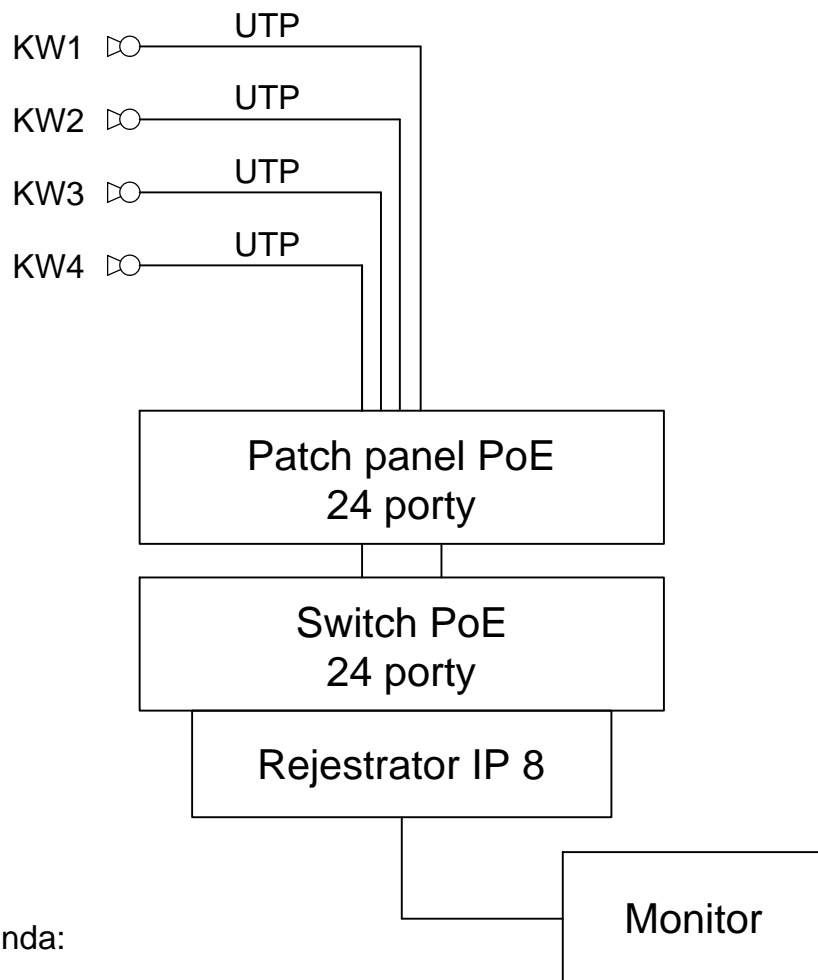 UTP
KW1
UTP
KW2
UTP
KW3
UTP
KW4
Patch panel PoE
24 porty
Switch PoE
24 porty
Rejestrator IP 8
Monitor
nda: